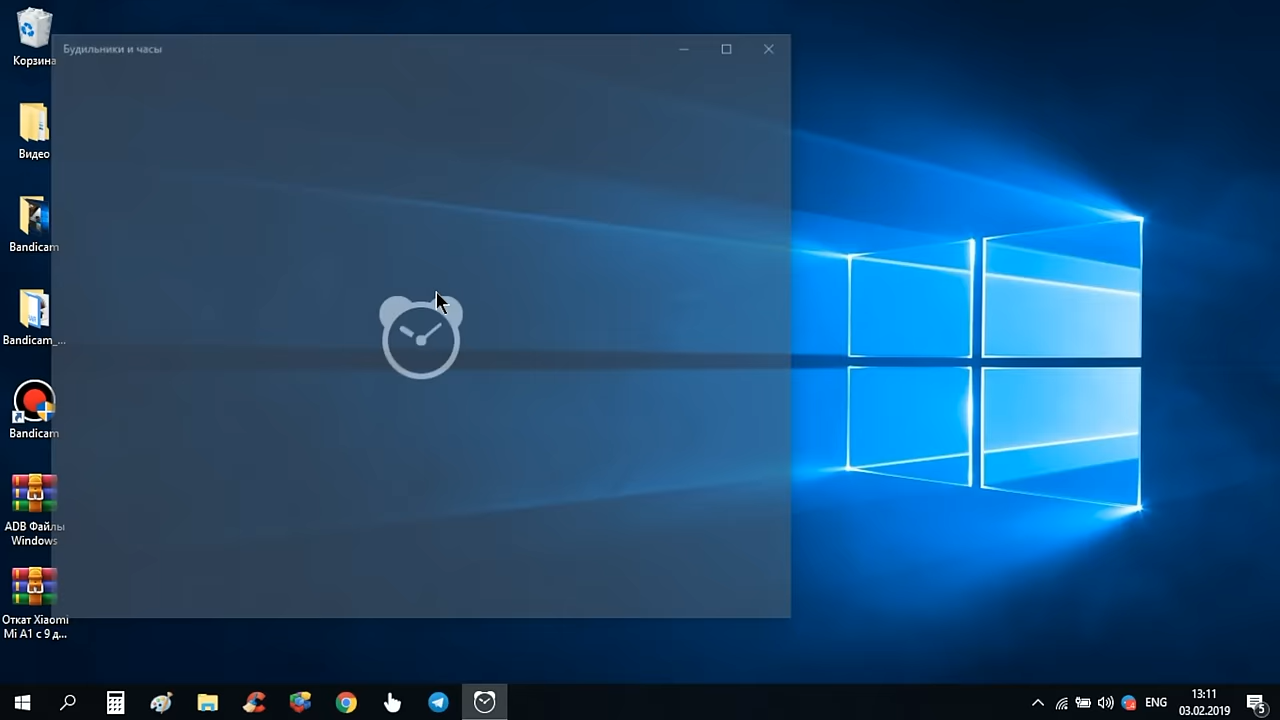 Корзина
Будильники и часы
Видео
Bandicam
Bandicam_...
Bandicam
ADB Файлы
Windows
Откат Xiaomi
Mi A1 с 9 д...
ENG
13:11
03.02.2019
5